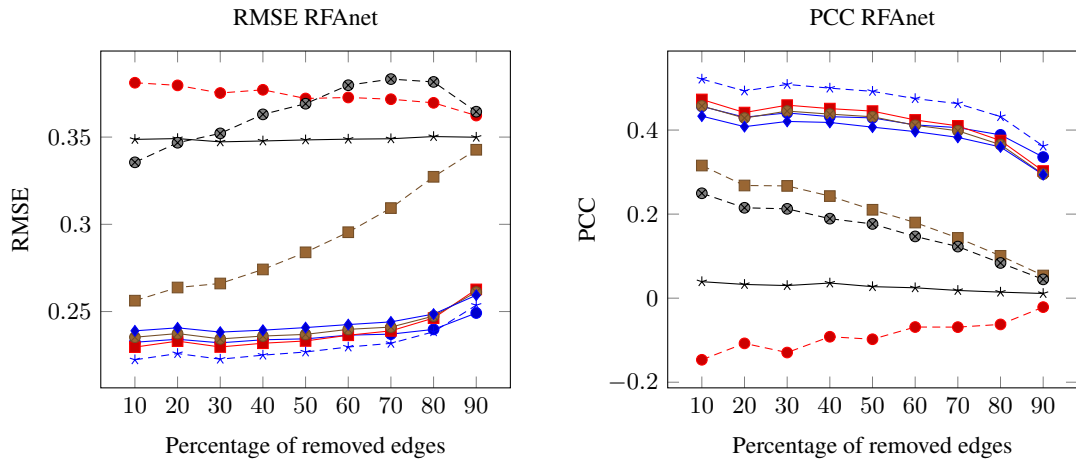 RMSE RFAnet
0.35
0.3
0.25
RMSE
10 20 30 40 50 60 70 80 90
Percentage of removed edges
PCC RFAnet
0.4
0.2
0
−0.2
PCC
10 20 30 40 50 60 70 80 90
Percentage of removed edges